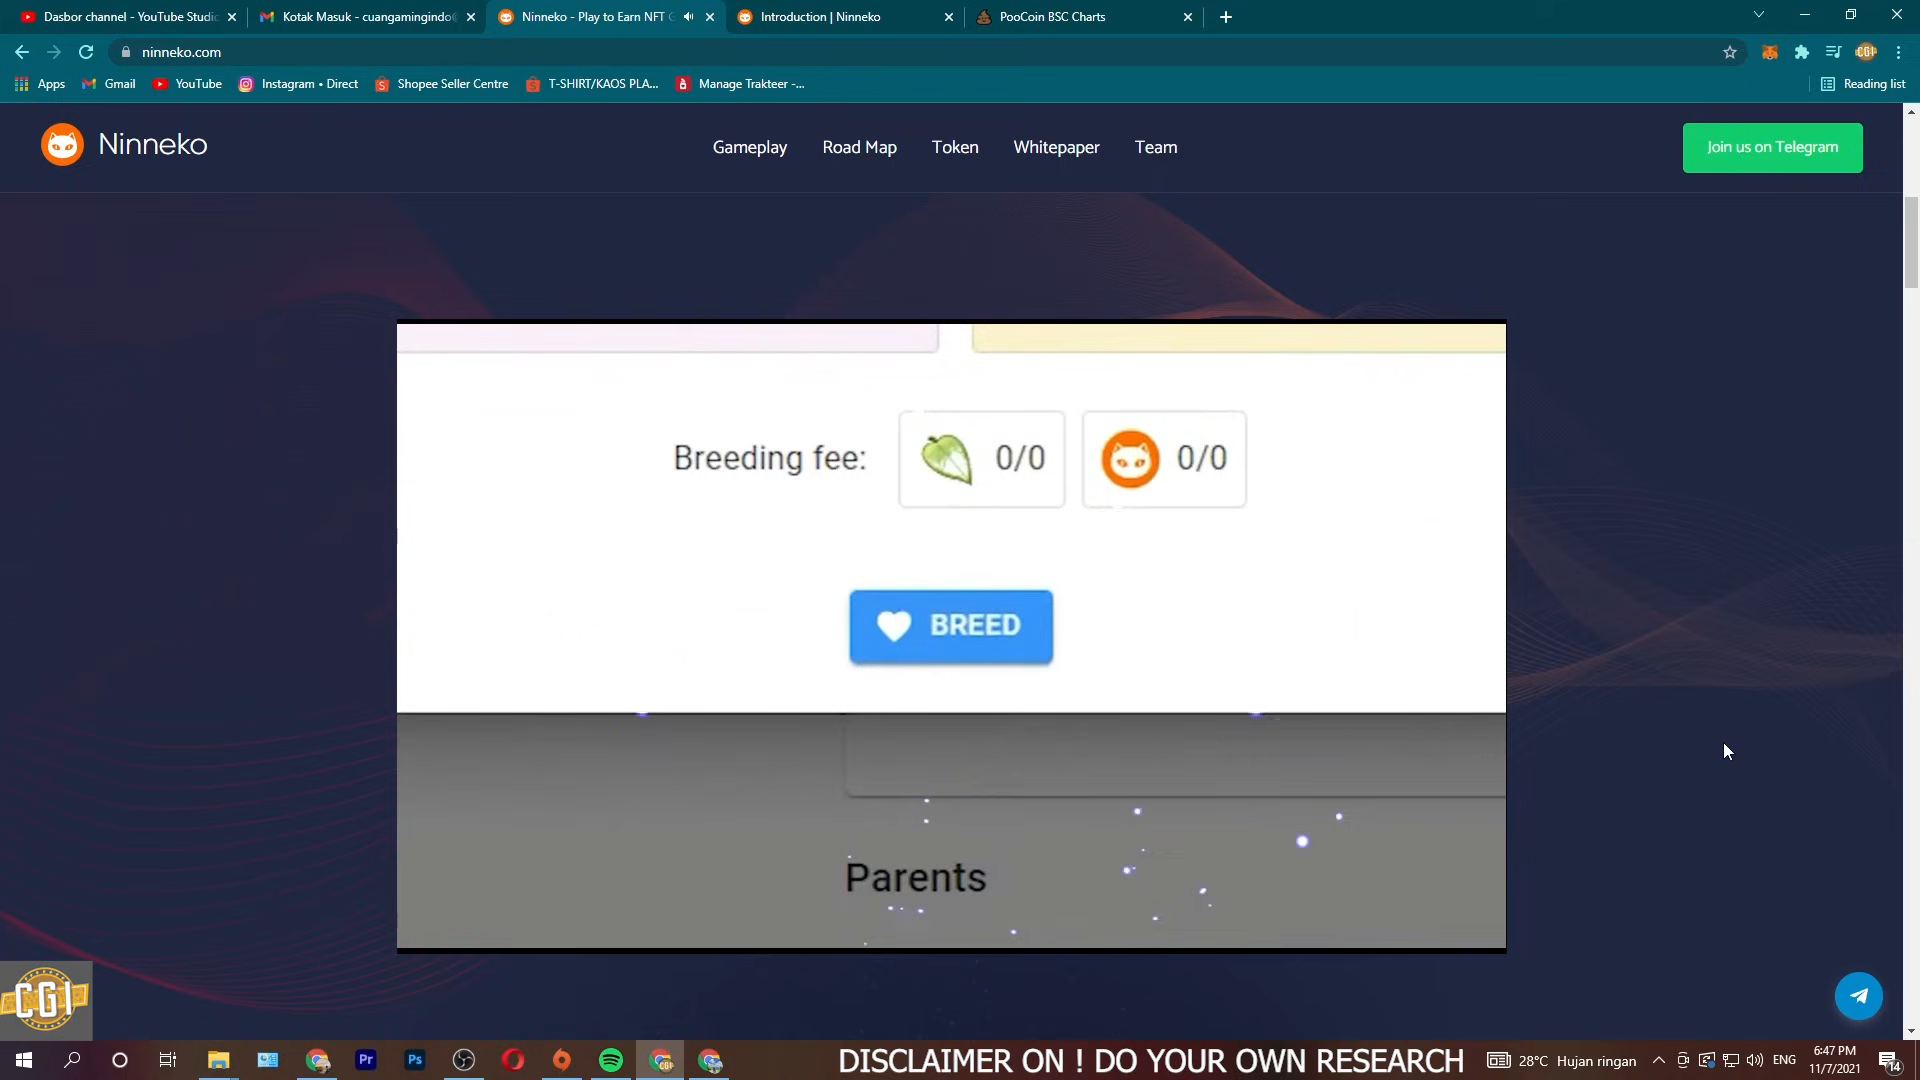 Dasbor channel - YouTube Studio
Kotak Masuk - cuangamingindo@
Ninneko - Play to Earn NFT G
Introduction | Ninneko
PooCoin BSC Charts
ninneko.com
Apps
Gmail
YouTube
Instagram • Direct
Shopee Seller Centre
T-SHIRT/KAOS PLA...
Manage Trakteer -...
Reading list
Ninneko
Gameplay
Road Map
Token
Whitepaper
Team
Join us on Telegram
Breeding fee:
0/0
0/0
BREED
Parents
CGI
Pr
Ps
DISCLAIMER ON ! DO YOUR OWN RESEARCH
28°C Hujan ringan
ENG
6:47 PM
11/7/2021
14